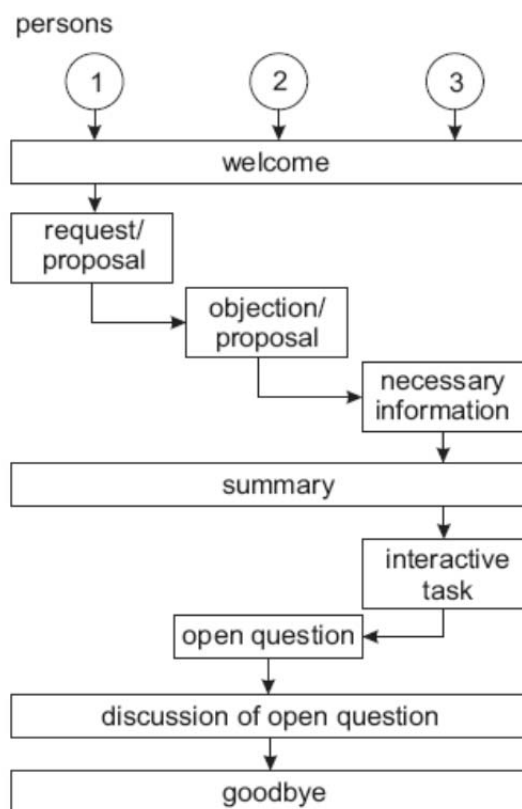 persons
1 2 3
welcome
request/
proposal
objection/
proposal
necessary
information
summary
interactive
task
open question
discussion of open question
goodbye